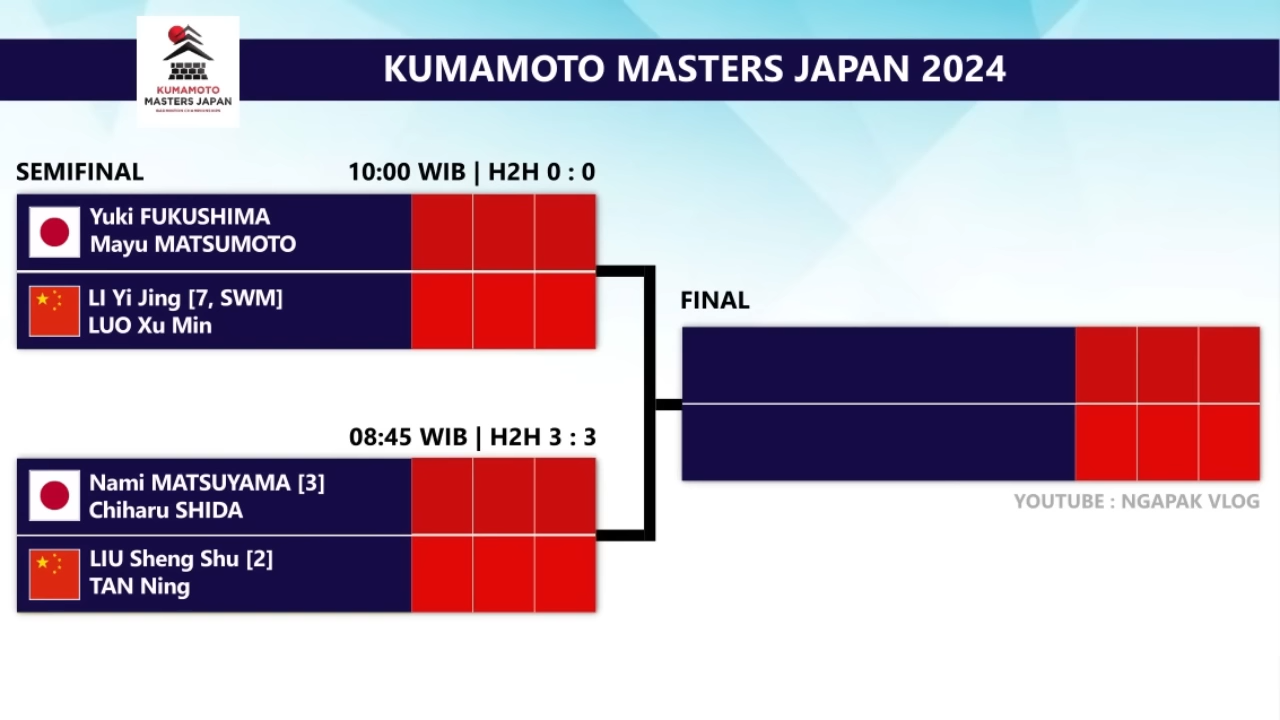 KUMAMOTO
MASTERS JAPAN
KUMAMOTO MASTERS JAPAN 2024
SEMIFINAL
10:00 WIB | H2H 0 : 0
Yuki FUKUSHIMA
Mayu MATSUMOTO
LI Yi Jing [7, SWM]
LUO Xu Min
08:45 WIB | H2H 3 : 3
Nami MATSUYAMA [3]
Chiharu SHIDA
LIU Sheng Shu [2]
TAN Ning
FINAL
YOUTUBE : NGAPAK VLOG